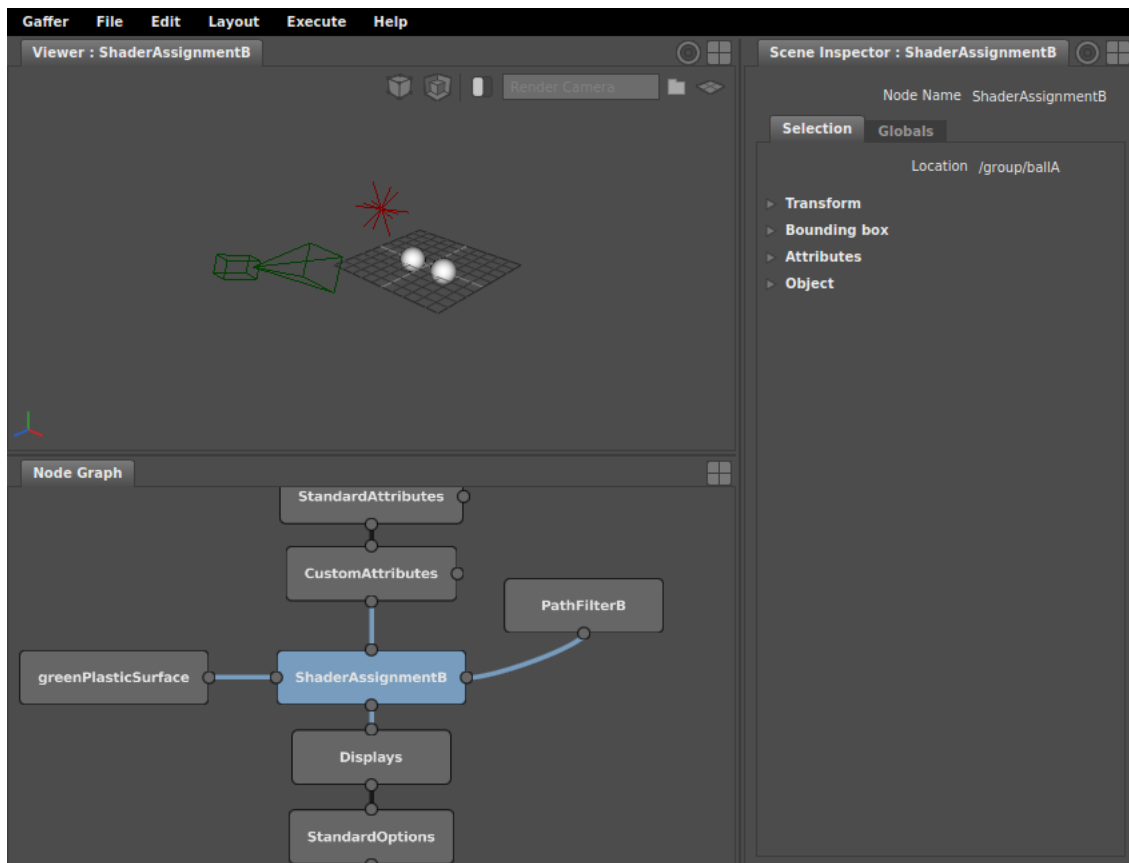 Gaffer File Edit Layout Execute Help
Viewer : ShaderAssignmentB
Render Camera
Scene Inspector : ShaderAssignmentB
Node Name ShaderAssignmentB
Selection Globals
Location /group/ballA
Transform
Bounding box
Attributes
Object
Node Graph
StandardAttributes
CustomAttributes
PathFilterB
greenPlasticSurface
ShaderAssignmentB
Displays
StandardOptions